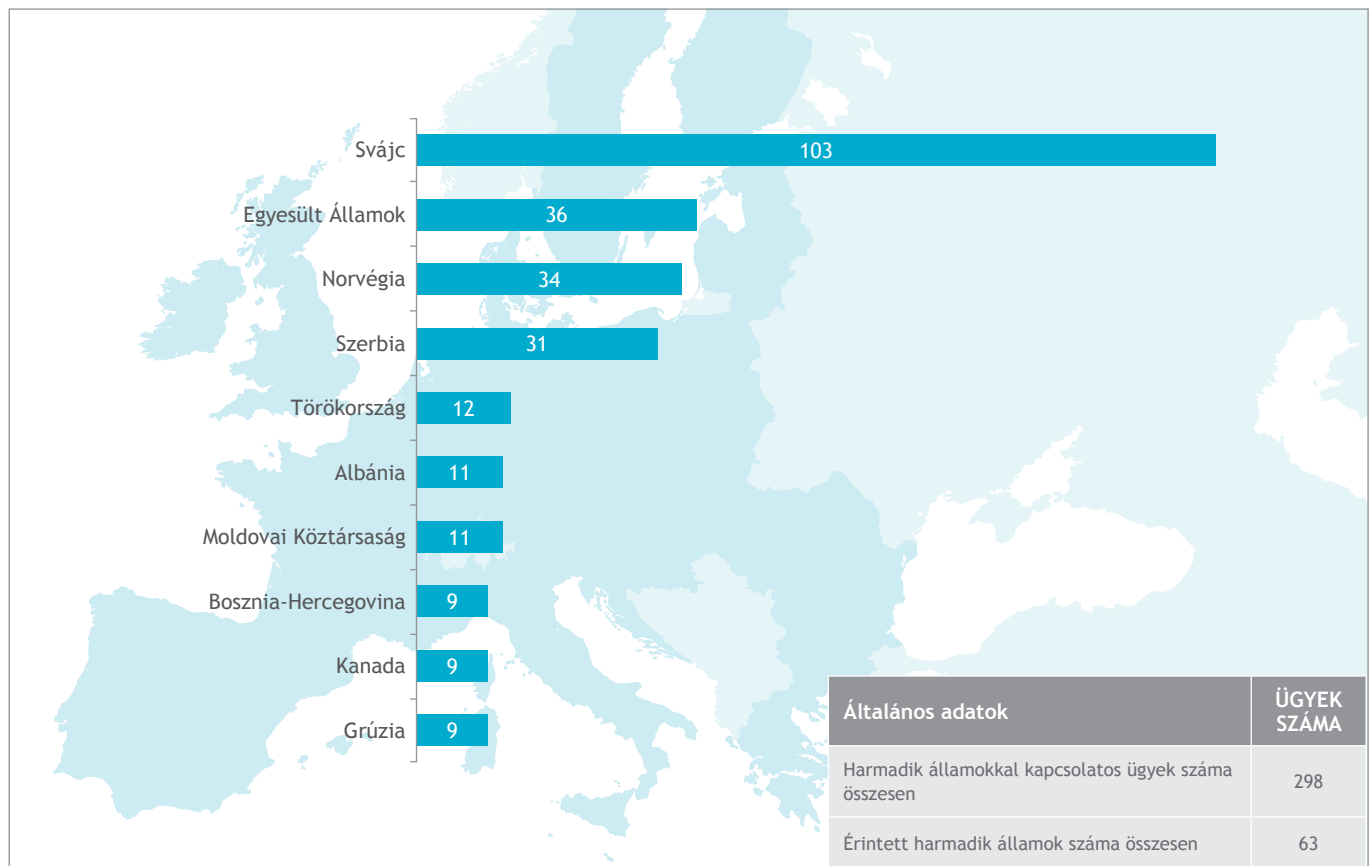 Svájc 103
Egyesült Államok 36
Norvégia 34
Szerbia 31
Törökország 12
Albánia 11
Moldovai Köztársaság 11
Bosznia-Hercegovina 9
Kanada 9
Grúzia 9
Általános adatok
ÜGYEK
SZÁMA
Harmadik államokkal kapcsolatos ügyek száma
összesen
298
Érintett harmadik államok száma összesen 63